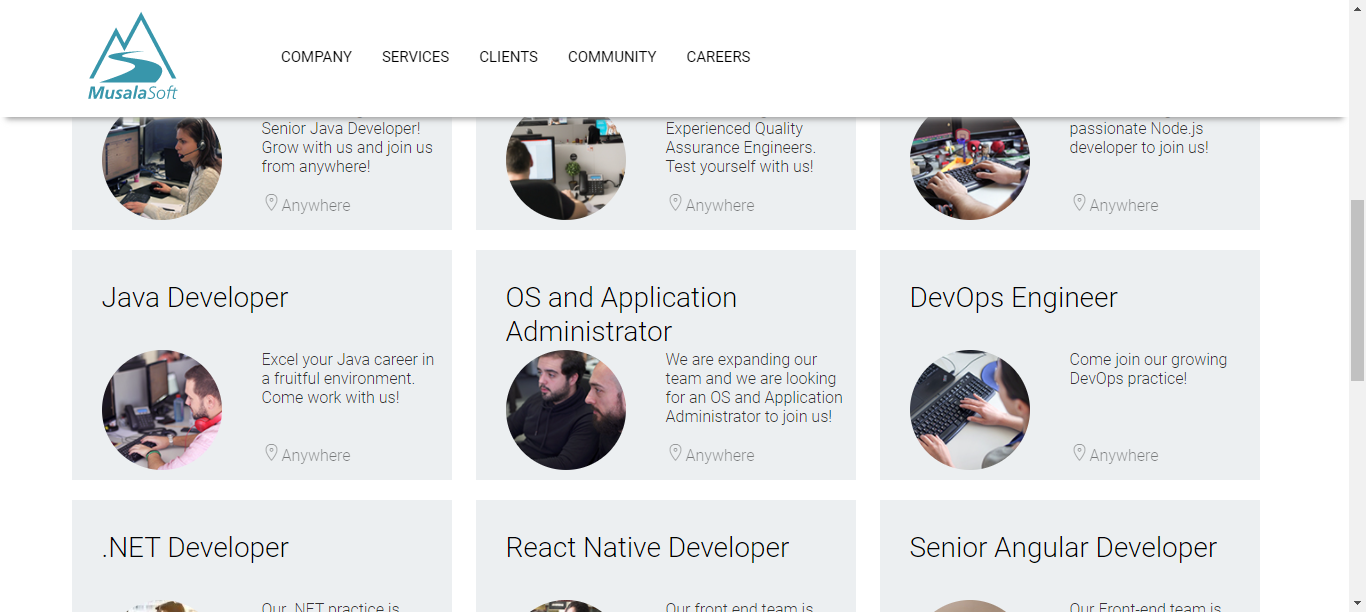 MusalaSoft
COMPANY SERVICES CLIENTS COMMUNITY CAREERS
Senior Java Developer!
Grow with us and join us
from anywhere!
Anywhere
Experienced Quality
Assurance Engineers.
Test yourself with us!
Anywhere
passionate Node.js
developer to join us!
Anywhere
Java Developer
Excel your Java career in
a fruitful environment.
Come work with us!
Anywhere
OS and Application
Administrator
We are expanding our
team and we are looking
for an OS and Application
Administrator to join us!
Anywhere
DevOps Engineer
Come join our growing
DevOps practice!
Anywhere
.NET Developer
Our .NET practice is
React Native Developer
Our front end team is
Senior Angular Developer
Our Front-end team is